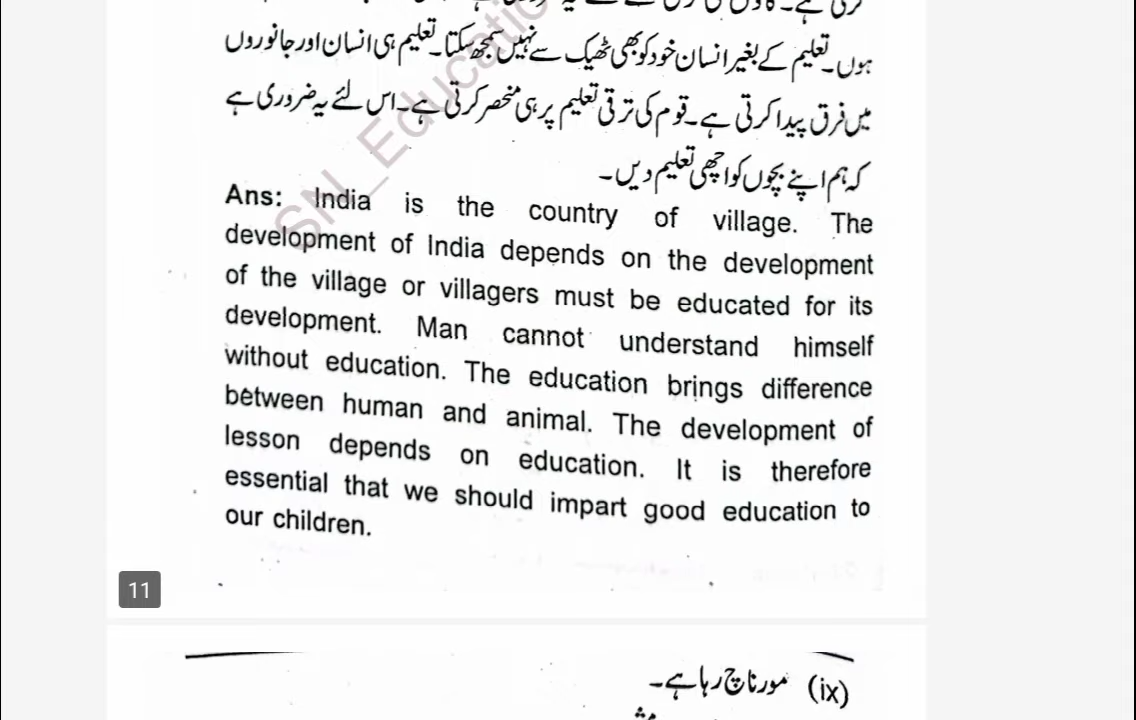 ہوں۔ تعلیم کے بغیر انسان خود کو بھی ٹھیک سے نہیں سمجھ سکتا۔ تعلیم ہی انسان اور جانوروں
میں فرق پیدا کرتی ہے۔ قوم کی ترقی تعلیم پر ہی منحصر کرتی ہے۔ اس لئے یہ ضروری ہے
کہ ہم اپنے بچوں کو اچھی تعلیم دیں۔
Ans: India is the country of village. The
development of India depends on the development
of the village or villagers must be educated for its
development. Man cannot understand himself
without education. The education brings difference
between human and animal. The development of
lesson depends on education. It is therefore
essential that we should impart good education to
our children.
SNI_Educatio
11
(ix) مور ناچ رہا ہے۔